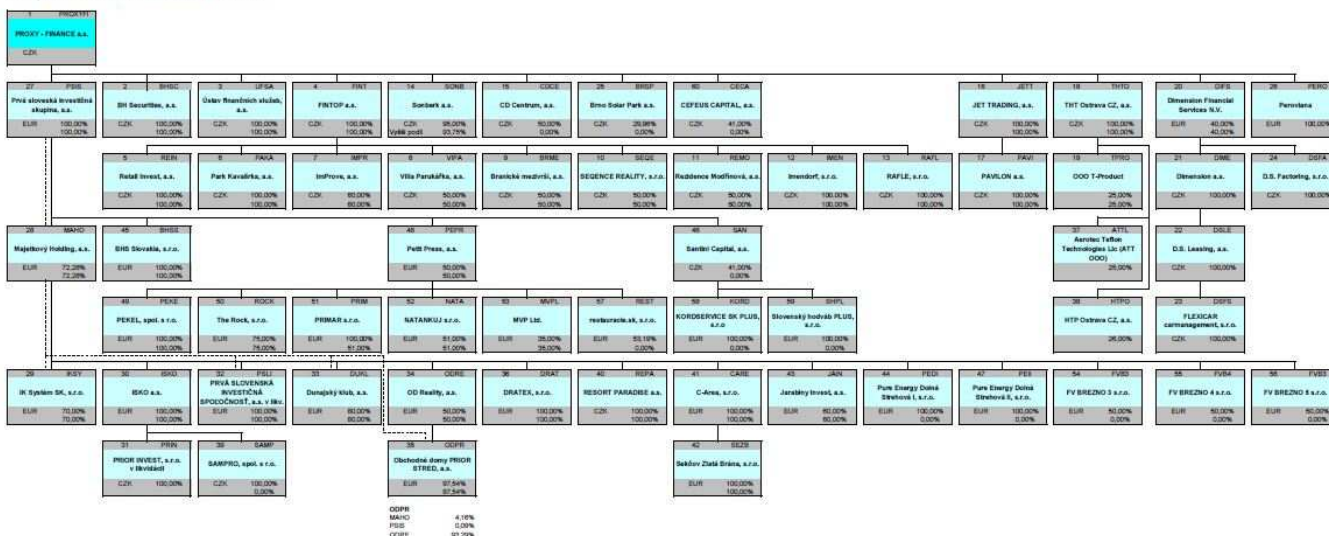 1 PROXYFI
PROXY - FINANCE a.s.
CZK
27 PSIS 2 BHSC 3 UFSA 4 FINT 14 SONB 15 CDCE 25 BRSP 60 CECA 16 JETT 18 THTO 20 DIFS 26 PERO
Prvá slovenská investičná skupina, a.s. BH Securities, a.s. Ústav finančních služeb, a.s. FINTOP a.s. Sonbark a.s. CD Centrum, a.s. Brno Solar Park a.s. CEFEUS CAPITAL, a.s. JET TRADING, a.s. THT Ostrava CZ, a.s. Dimension Financial Services N.V. Peroviana
EUR 100,00% CZK 100,00% CZK 100,00% CZK 100,00% CZK 95,00% CZK 50,00% CZK 29,96% CZK 41,00% CZK 100,00% CZK 100,00% EUR 40,00% EUR 100,00%
100,00% 100,00% 100,00% 100,00% Vyšší podíl 93,75% 0,00% 0,00% 0,00% 100,00% 100,00% 40,00%
5 REIN 6 PAKA 7 IMPR 8 VIPA 9 BRME 10 SEQE 11 REMO 12 IMEN 13 RAFL 17 PAVI 19 TPRO 21 DIME 24 DSFA
Retail Invest, a.s. Park Kavalírka, a.s. ImProve, a.s. Villa Parukářka, a.s. Branické mezivrší, a.s. SEQENCE REALITY, s.r.o. Rezidence Modřínová, a.s. Imendorf, s.r.o. RAFLE, s.r.o. PAVILON a.s. OOO T-Product Dimension a.s. D.S. Factoring, s.r.o.
CZK 100,00% CZK 100,00% CZK 60,00% CZK 50,00% CZK 50,00% CZK 50,00% CZK 50,00% CZK 100,00% CZK 100,00% CZK 100,00% 25,00% CZK 100,00% CZK 100,00%
100,00% 100,00% 60,00% 50,00% 50,00% 50,00% 50,00% 100,00% 100,00% 100,00% 25,00%
28 MAHO 45 BHSS 48 PEPR 46 SAN 37 ATTL 22 DSLE
Majetkový Holding, a.s. BHS Slovakia, s.r.o. Petit Press, a.s. Santini Capital, a.s. Aerotec Teflon Technologies Llc (ATT OOO) D.S. Leasing, a.s.
EUR 72,28% EUR 100,00% EUR 50,00% CZK 41,00% 26,00% CZK 100,00%
72,28% 100,00% 50,00% 0,00%
49 PEKE 50 ROCK 51 PRIM 52 NATA 53 MVPL 57 REST 58 KORD 59 SHPL 38 HTPO 23 DSFS
PEKEL, spol. s r.o. The Rock, s.r.o. PRIMAR s.r.o. NATANKUJ s.r.o. MVP Ltd. restauracie.sk, s.r.o. KORDSERVICE SK PLUS, s.r.o Slovenský hodváb PLUS, s.r.o. HTP Ostrava CZ, a.s. FLEXICAR carmanagement, s.r.o.
EUR 100,00% EUR 75,00% EUR 100,00% EUR 51,00% EUR 35,00% EUR 53,19% EUR 100,00% EUR 100,00% 26,00% CZK 100,00%
100,00% 75,00% 51,00% 51,00% 35,00% 0,00% 0,00% 0,00%
29 IKSY 30 ISKO 32 PSLI 33 DUKL 34 ODRE 36 DRAT 40 REPA 41 CARE 43 JAIN 44 PEDI 47 PEII 54 FVB3 55 FVB4 56
IK Systém SK, s.r.o. ISKO a.s. PRVÁ SLOVENSKÁ INVESTIČNÁ SPOLOČNOSŤ, a.s. v likv. Dunajský klub, a.s. OD Reality, a.s. DRATEX, s.r.o. RESORT PARADISE a.s. C-Area, s.r.o. Jarabiny Invest, a.s. Pure Energy Dolná Strehová I, s.r.o. Pure Energy Dolná Strehová II, s.r.o. FV BREZNO 3 s.r.o. FV BREZNO 4 s.r.o. FV BREZNO 5 s.r.o.
EUR 70,00% EUR 100,00% EUR 100,00% EUR 60,00% EUR 50,00% EUR 100,00% CZK 100,00% EUR 100,00% EUR 60,00% EUR 100,00% EUR 100,00% EUR 50,00% EUR 50,00% EUR 50,00%
70,00% 100,00% 100,00% 60,00% 50,00% 100,00% 100,00% 100,00% 60,00% 0,00% 0,00% 0,00% 0,00% 0,00%
31 PRIN 39 SAMP 35 ODPR 42 SEZB
PRIOR INVEST, s.r.o. v likvidácii SAMPRO, spol. s r.o. Obchodné domy PRIOR STRED, a.s. Sekčov Zlatá Brána, s.r.o.
CZK 100,00% CZK 100,00% EUR 97,54% EUR 100,00%
0,00% 97,54% 100,00%
ODPR
MAHO 4,16%
PSIS 0,09%
ODRE 93,29%